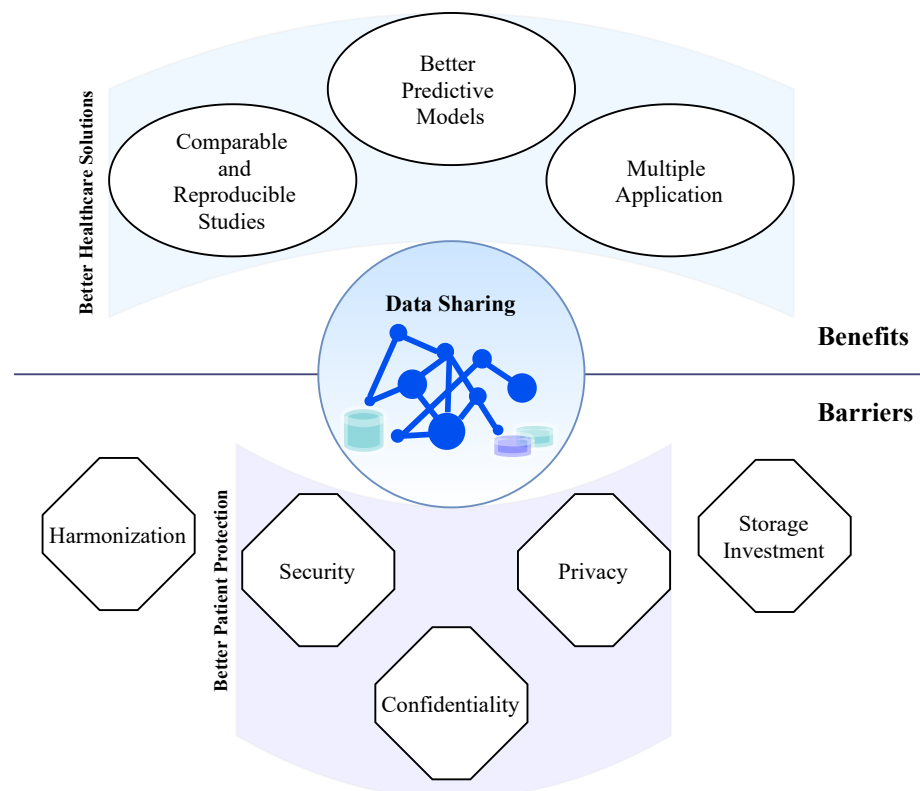 Better Healthcare Solutions
Better
Predictive
Models
Comparable
and
Reproducible
Studies
Multiple
Application
Data Sharing
Benefits
Barriers
Better Patient Protection
Harmonization
Security
Privacy
Storage
Investment
Confidentiality